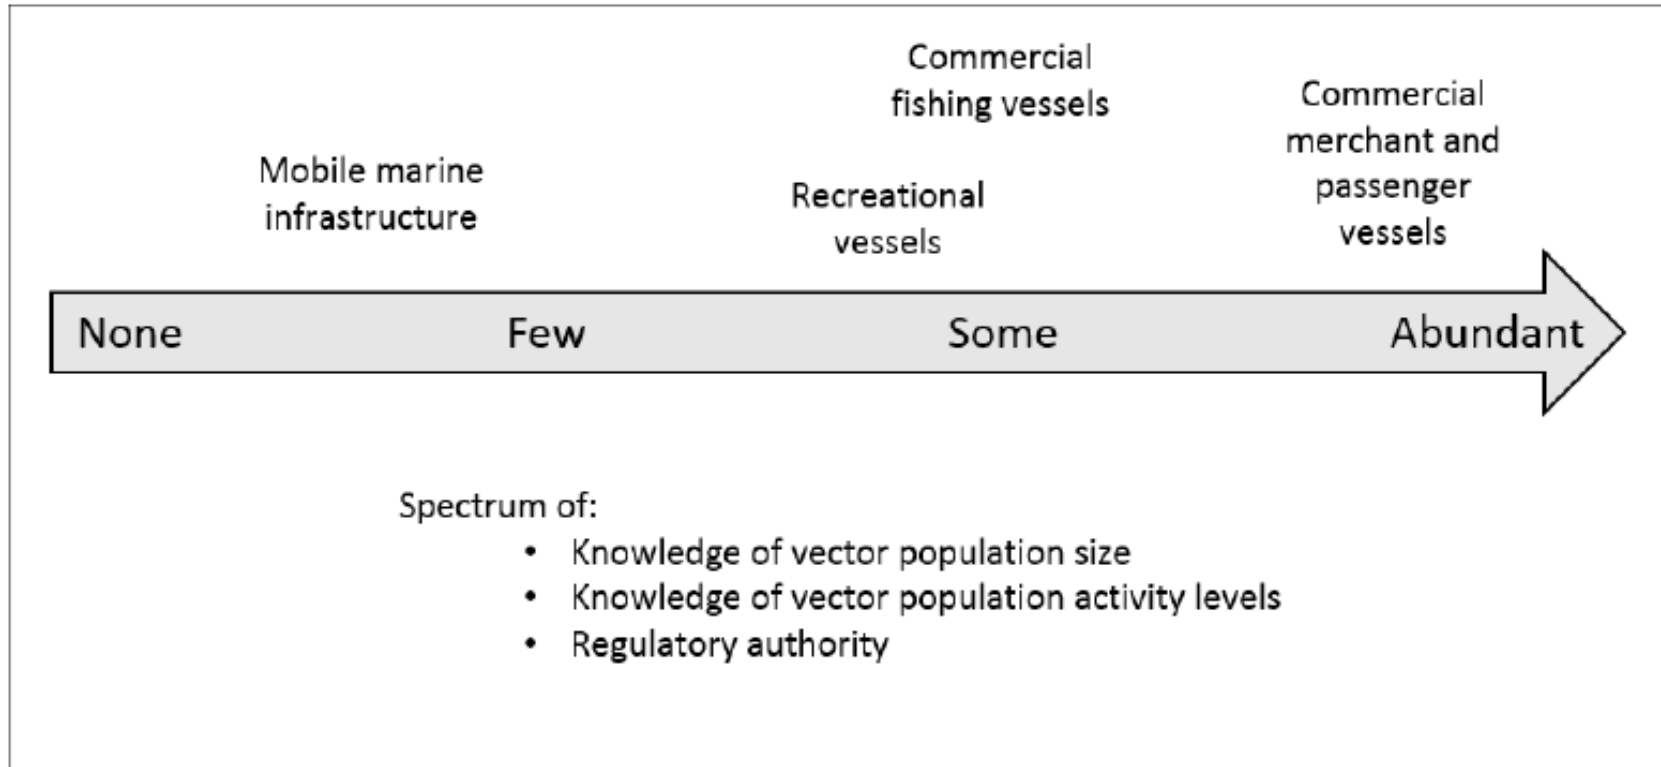 Commercial
fishing vessels
Commercial
merchant and
passenger
vessels
Mobile marine
infrastructure
Recreational
vessels
None
Few
Some
Abundant
Spectrum of:
• Knowledge of vector population size
• Knowledge of vector population activity levels
• Regulatory authority